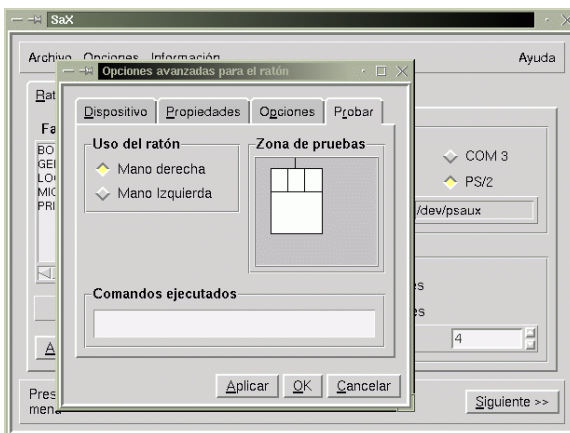 SaX
Archivo Opciones Información Ayuda
Opciones avanzadas para el ratón
Dispositivo Propiedades Opciones Probar
Uso del ratón
Mano derecha
Mano Izquierda
Zona de pruebas
Comandos ejecutados
Aplicar OK Cancelar
COM 3
PS/2
/dev/psaux
4
Siguiente >>